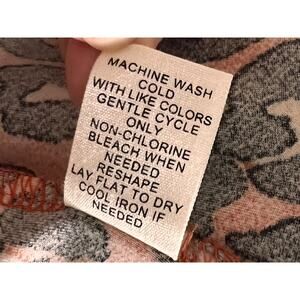 MACHINE WASH
COLD
WITH LIKE COLORS
GENTLE CYCLE
ONLY
NON-CHLORINE
BLEACH WHEN
NEEDED
RESHAPE
LAY FLAT TO DRY
COOL IRON IF
NEEDED